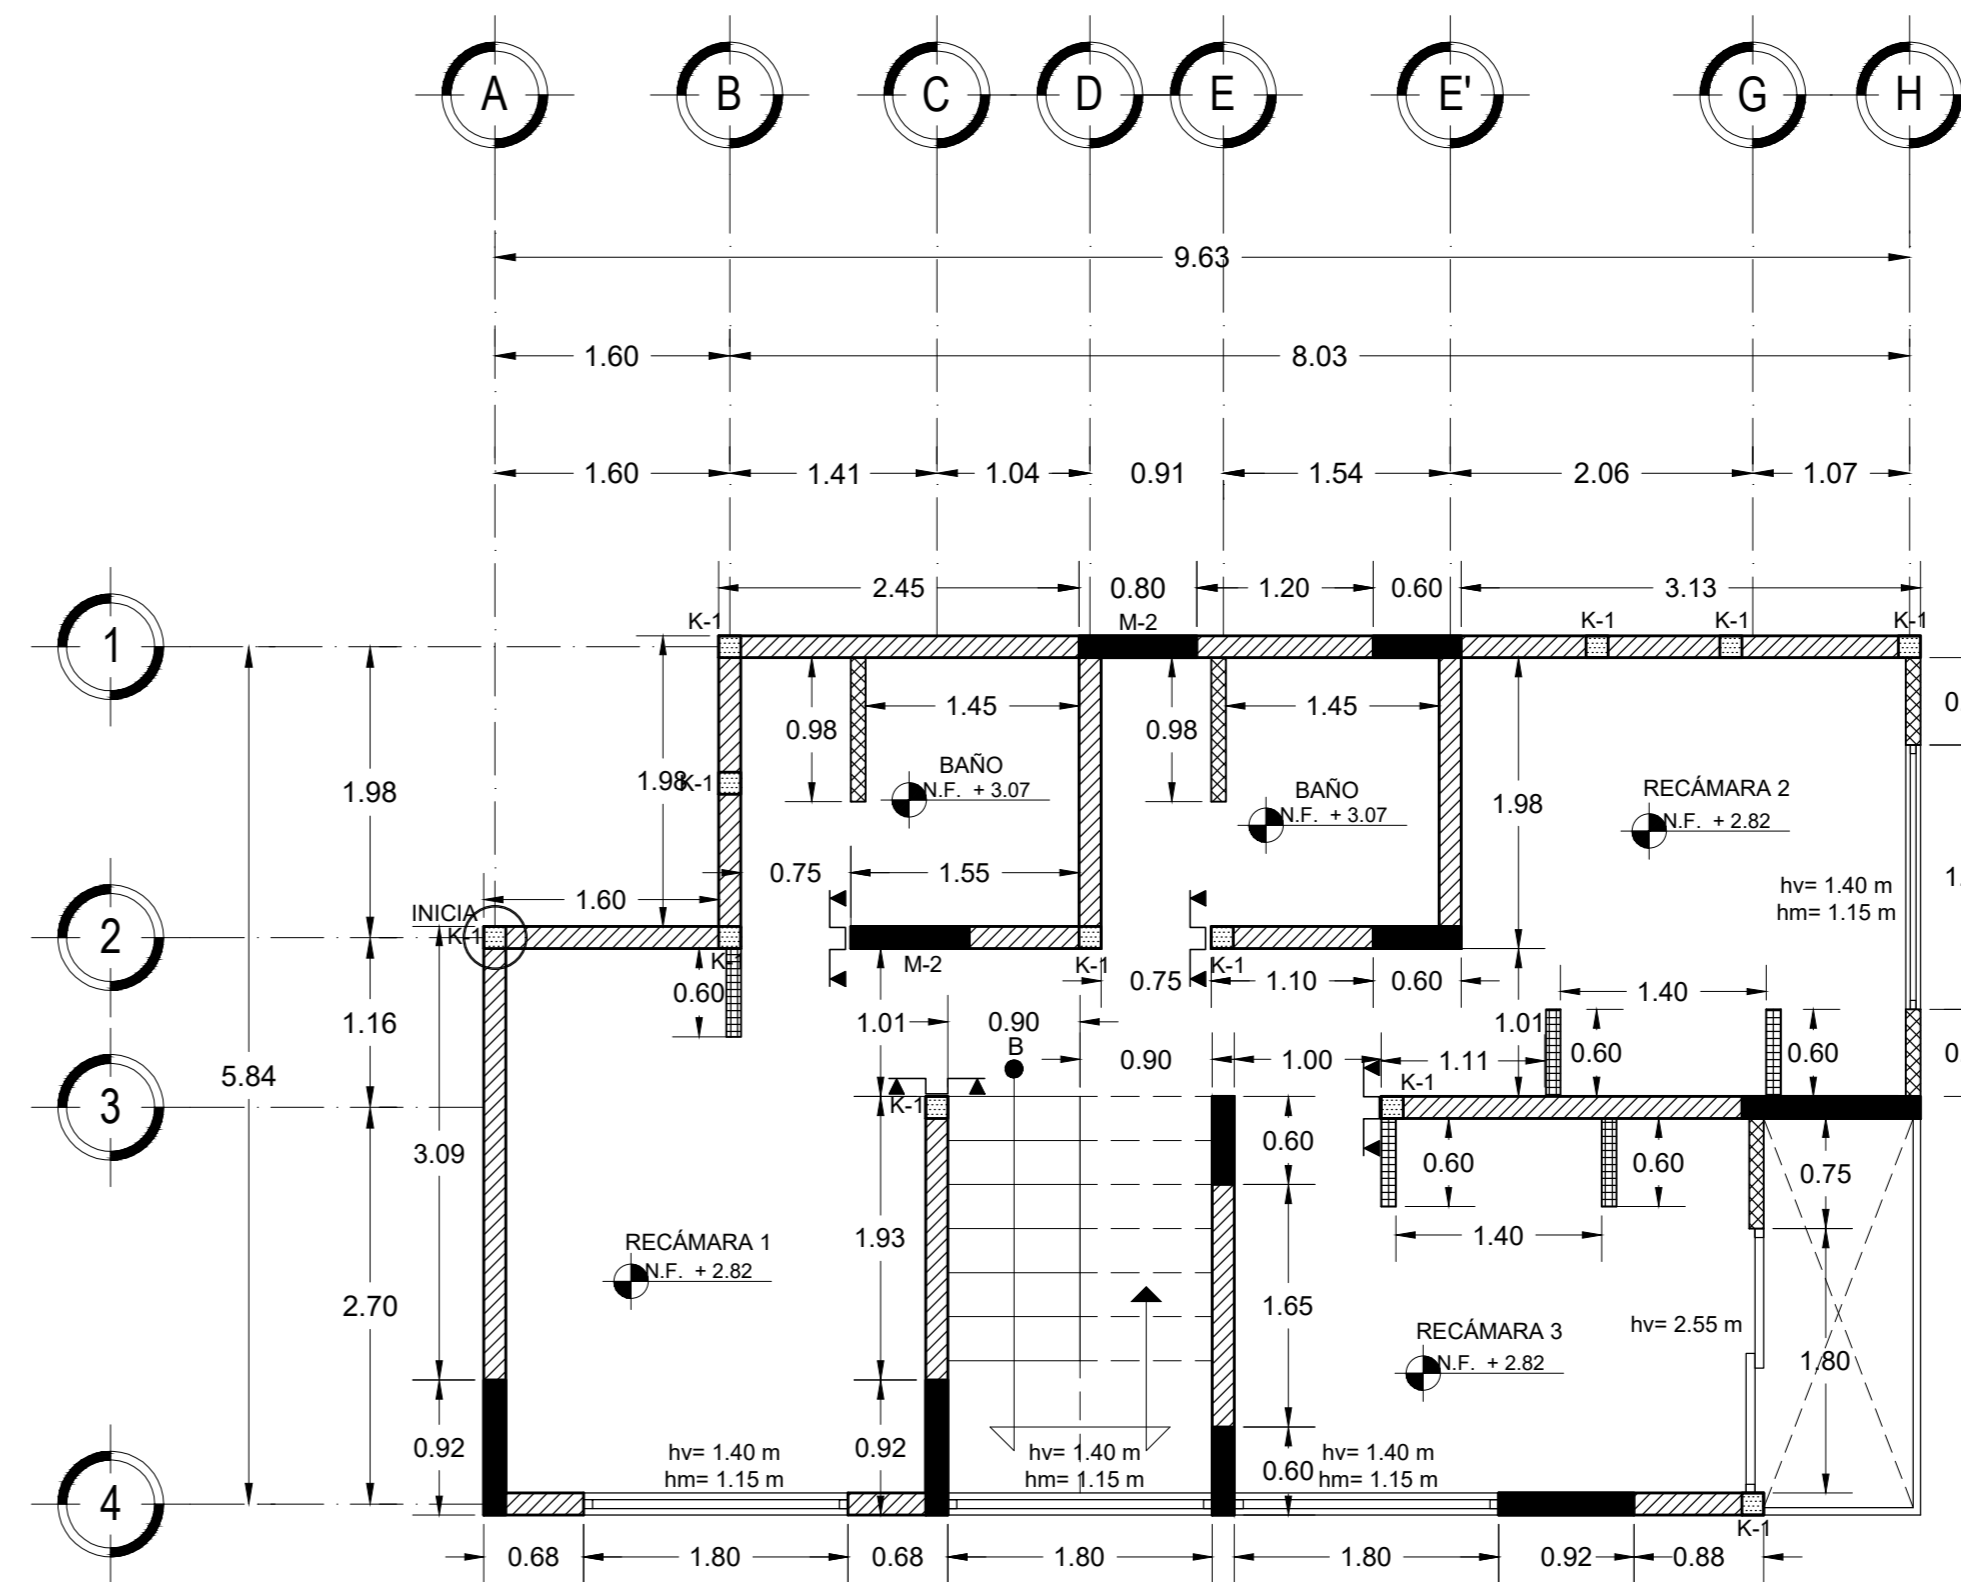 A B C D E E' G H
9.63
1.60 8.03
1.60 1.41 1.04 0.91 1.54 2.06 1.07
2.45 0.80 1.20 0.60 3.13
K-1 M-2 K-1 K-1 K-1
1
0.98 1.45 0.98 1.45
BAÑO
N.F. + 3.07
BAÑO
N.F. + 3.07
RECÁMARA 2
N.F. + 2.82
1.98 1.98 K-1 1.98
0.75 1.55
1.60
hv= 1.40 m
hm= 1.15 m
INICIA
K-1
2
K-1 M-2 K-1 K-1
0.60 0.75 1.10 0.60 1.40
1.16 1.01 0.90 1.01
B
5.84 0.90 1.00 1.11 0.60 0.60
3
K-1 K-1
3.09 0.60 0.60 0.60 0.75
1.93 1.40
RECÁMARA 1
N.F. + 2.82
2.70 1.65
RECÁMARA 3
N.F. + 2.82
hv= 2.55 m
1.80
0.92 0.92 0.60
hv= 1.40 m
hm= 1.15 m
hv= 1.40 m
hm= 1.15 m
hv= 1.40 m
hm= 1.15 m
4
K-1
0.68 1.80 0.68 1.80 1.80 0.92 0.88